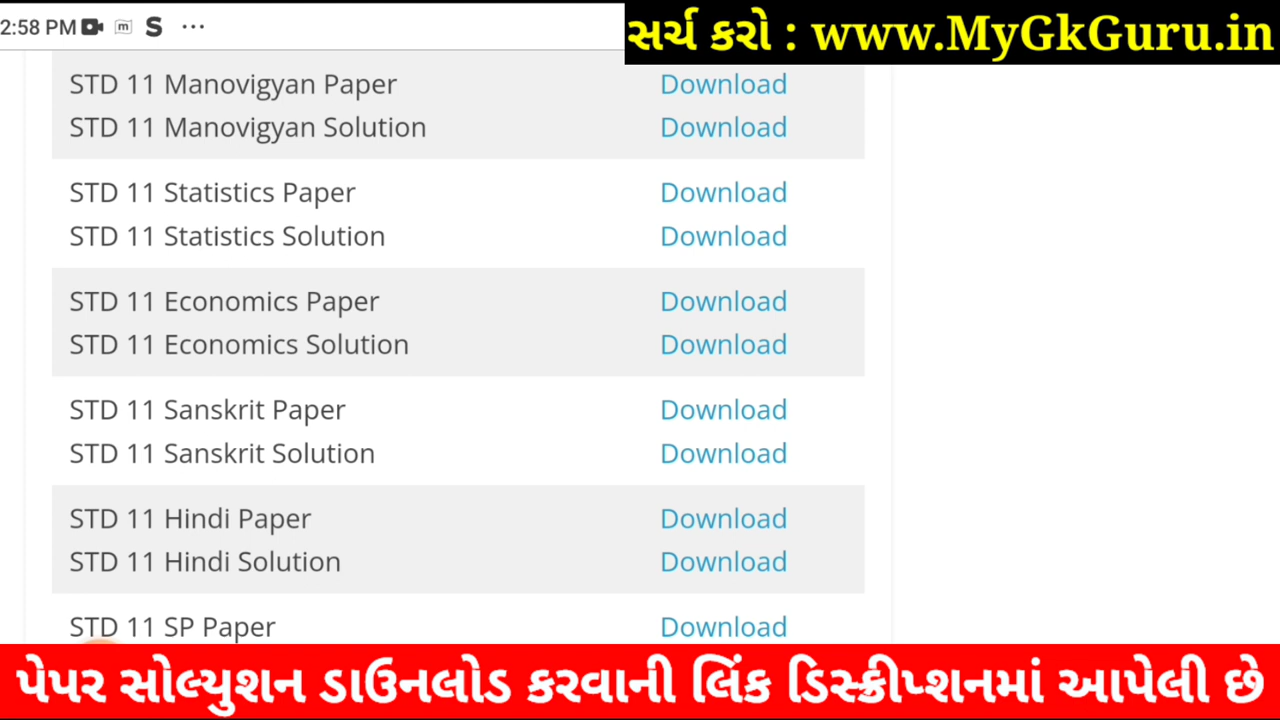 2:58 PM m S ...
સર્ચ કરો : www.MyGkGuru.in
STD 11 Manovigyan Paper Download
STD 11 Manovigyan Solution Download
STD 11 Statistics Paper Download
STD 11 Statistics Solution Download
STD 11 Economics Paper Download
STD 11 Economics Solution Download
STD 11 Sanskrit Paper Download
STD 11 Sanskrit Solution Download
STD 11 Hindi Paper Download
STD 11 Hindi Solution Download
STD 11 SP Paper Download
પેપર સોલ્યુશન ડાઉનલોડ કરવાની લિંક ડિસ્ક્રીપ્શનમાં આપેલી છે